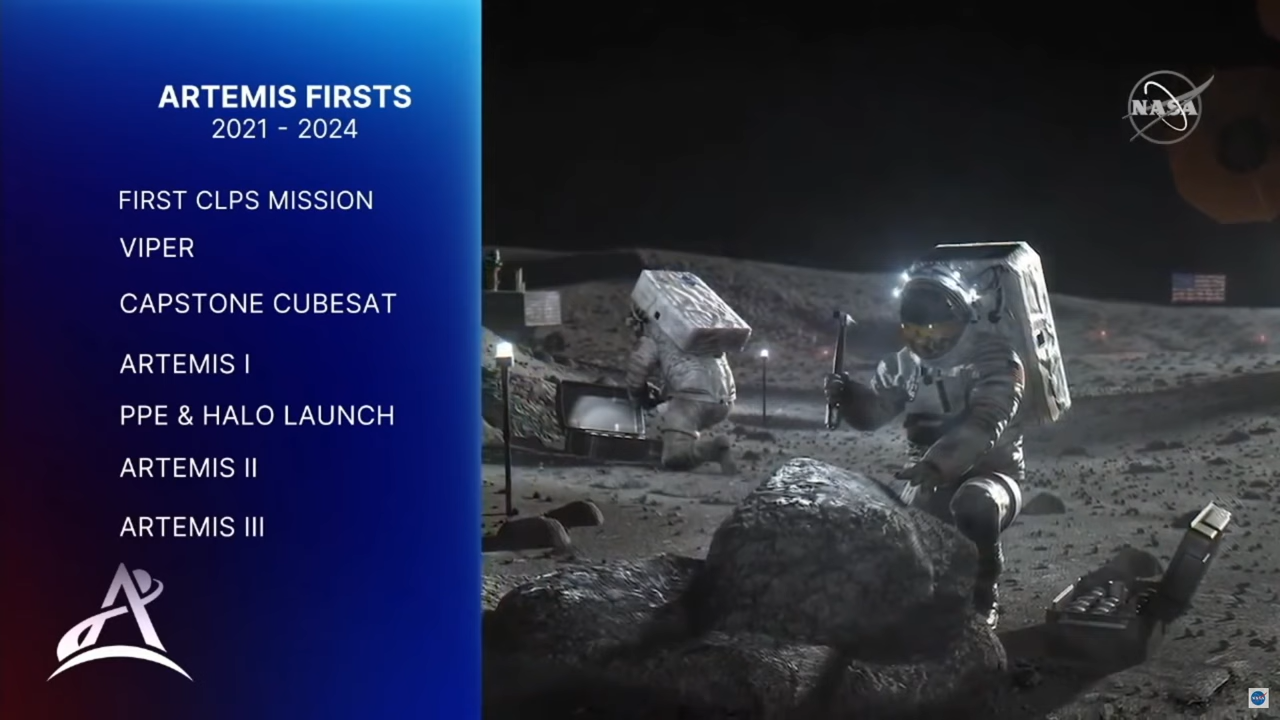 ARTEMIS FIRSTS
2021 - 2024
FIRST CLPS MISSION
VIPER
CAPSTONE CUBESAT
ARTEMIS I
PPE & HALO LAUNCH
ARTEMIS II
ARTEMIS III
NASA
NASA